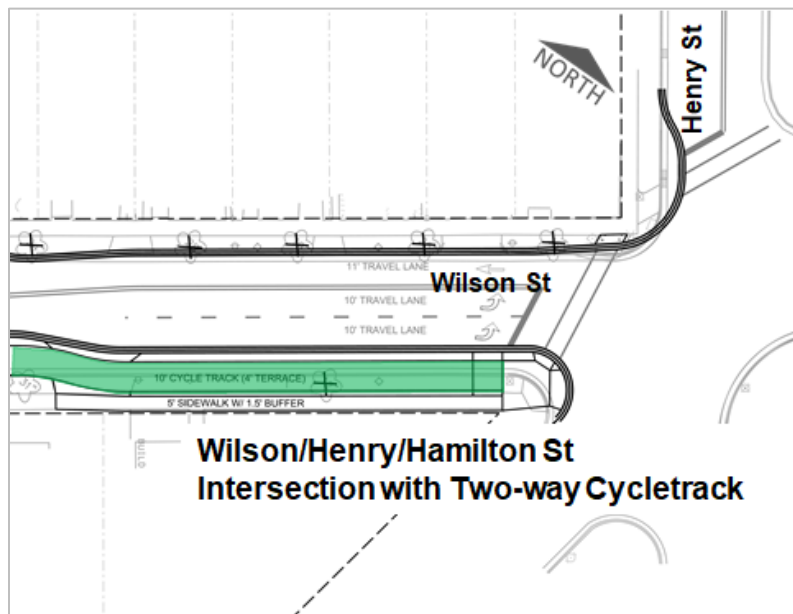 Henry St
NORTH
11' TRAVEL LANE
Wilson St
10' TRAVEL LANE
10' TRAVEL LANE
10' CYCLE TRACK (4' TERRACE)
5' SIDEWALK W/ 1.5' BUFFER
BUILD
Wilson/Henry/Hamilton St
Intersection with Two-way Cycletrack